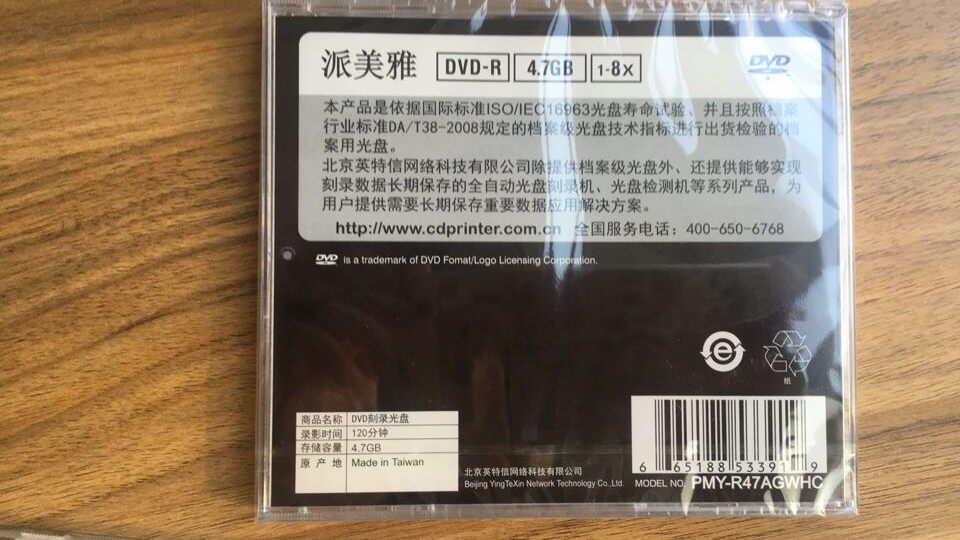 派美雅 DVD-R 4.7GB 1-8X DVD R
本产品是依据国际标准ISO/IEC16963光盘寿命试验、并且按照档案
行业标准DA/T38-2008规定的档案级光盘技术指标进行出货检验的档
案用光盘。
北京英特信网络科技有限公司除提供档案级光盘外、还提供能够实现
刻录数据长期保存的全自动光盘刻录机、光盘检测机等系列产品，为
用户提供需要长期保存重要数据应用解决方案。
http://www.cdprinter.com.cn 全国服务电话：400-650-6768
DVD is a trademark of DVD Fomat/Logo Licensing Corporation.
e
纸
商品名称 DVD刻录光盘
录影时间 120分钟
存储容量 4.7GB
原产地 Made in Taiwan
北京英特信网络科技有限公司
Beijing YingTeXin Network Technology Co.,Ltd.
6 65188 53391 9
MODEL NO. PMY-R47AGWHC